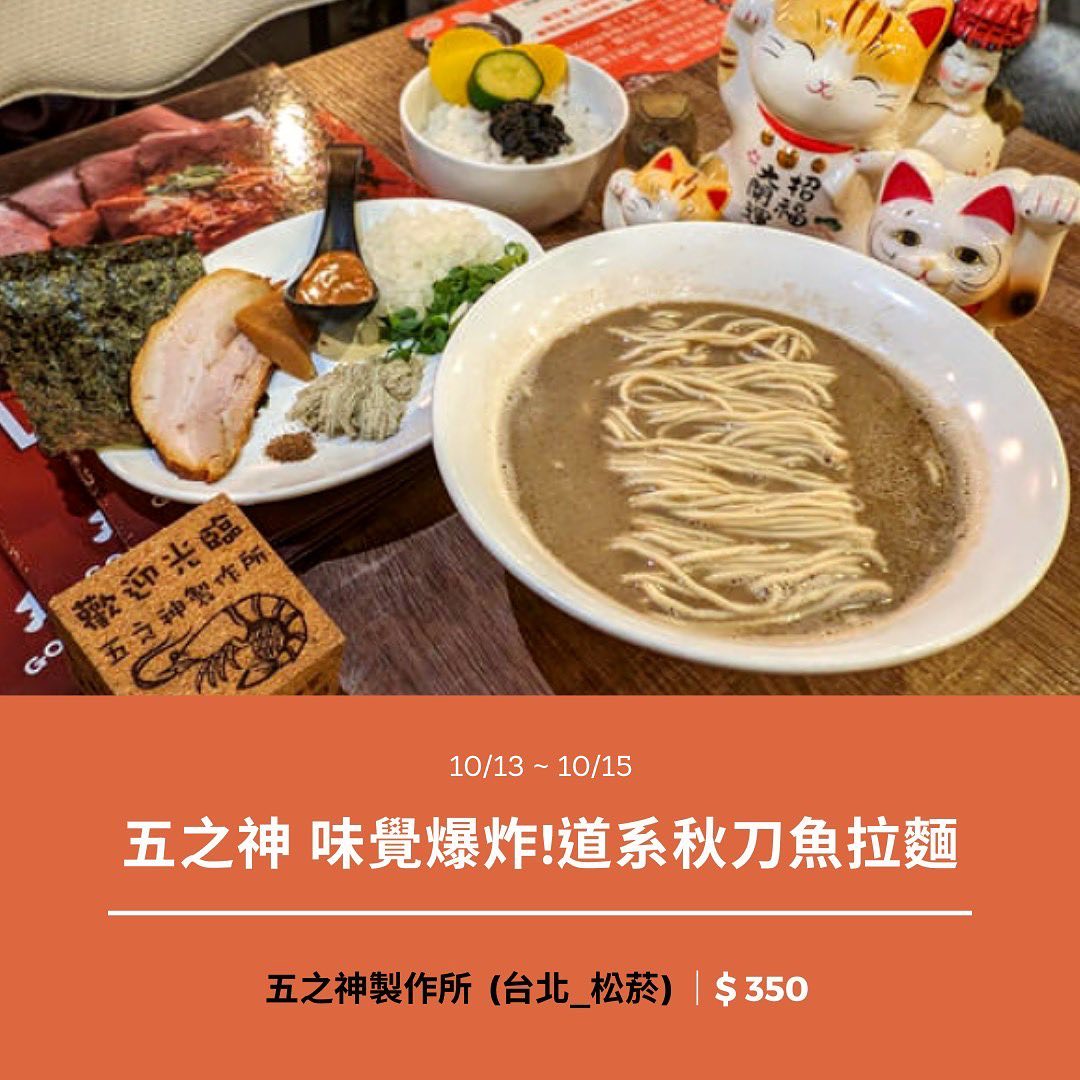 招福
大開運
歡迎光臨
五之神製作所
GO
10/13 ~ 10/15
五之神 味覺爆炸!道系秋刀魚拉麵
五之神製作所 (台北_松菸)｜$ 350